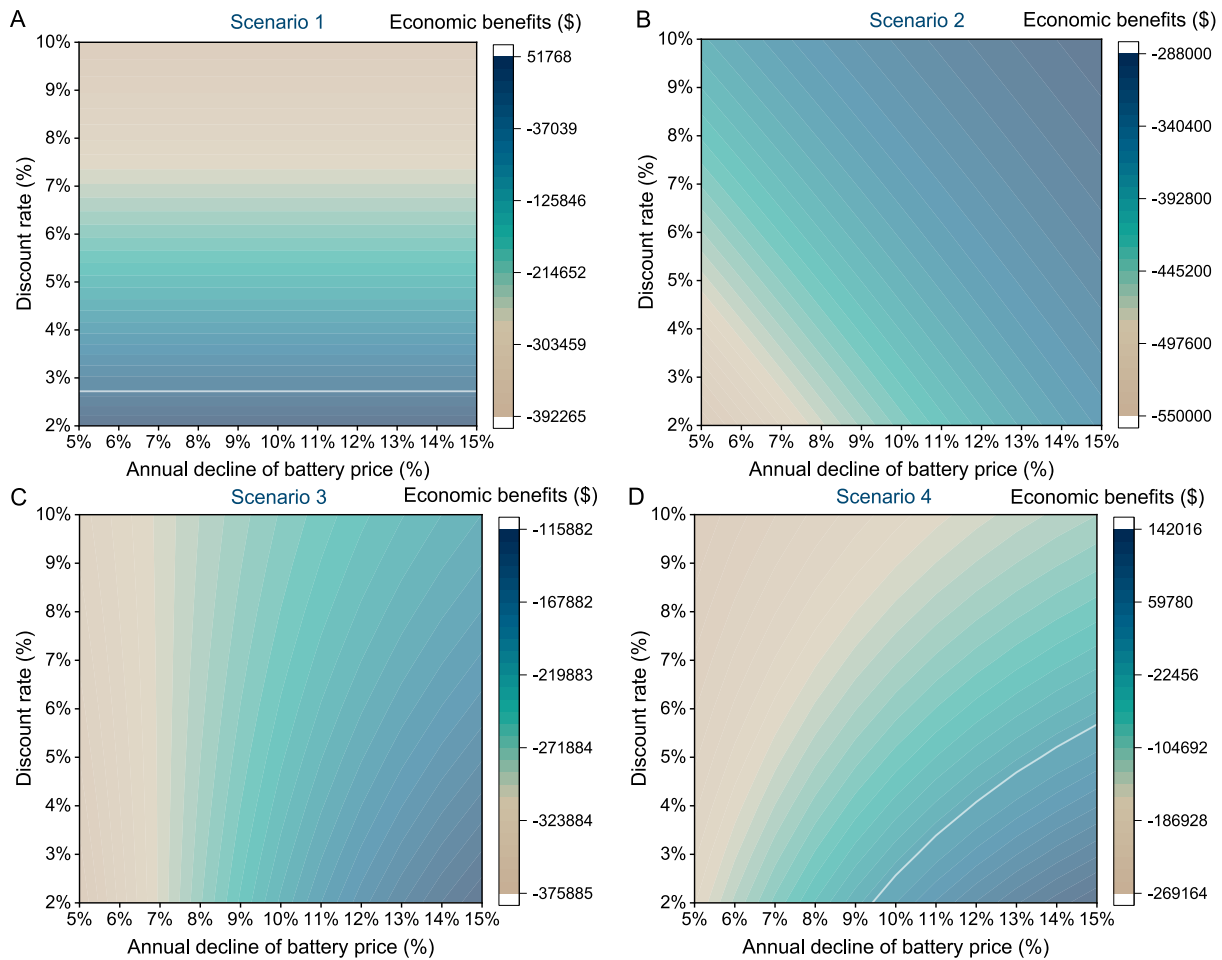 A
Scenario 1
Economic benefits ($)
10%
9%
8%
7%
6%
5%
4%
3%
2%
Discount rate (%)
51768
-37039
-125846
-214652
-303459
-392265
5% 6% 7% 8% 9% 10% 11% 12% 13% 14% 15%
Annual decline of battery price (%)
B
Scenario 2
Economic benefits ($)
10%
9%
8%
7%
6%
5%
4%
3%
2%
Discount rate (%)
-288000
-340400
-392800
-445200
-497600
-550000
5% 6% 7% 8% 9% 10% 11% 12% 13% 14% 15%
Annual decline of battery price (%)
C
Scenario 3
Economic benefits ($)
10%
9%
8%
7%
6%
5%
4%
3%
2%
Discount rate (%)
-115882
-167882
-219883
-271884
-323884
-375885
5% 6% 7% 8% 9% 10% 11% 12% 13% 14% 15%
Annual decline of battery price (%)
D
Scenario 4
Economic benefits ($)
10%
9%
8%
7%
6%
5%
4%
3%
2%
Discount rate (%)
142016
59780
-22456
-104692
-186928
-269164
5% 6% 7% 8% 9% 10% 11% 12% 13% 14% 15%
Annual decline of battery price (%)